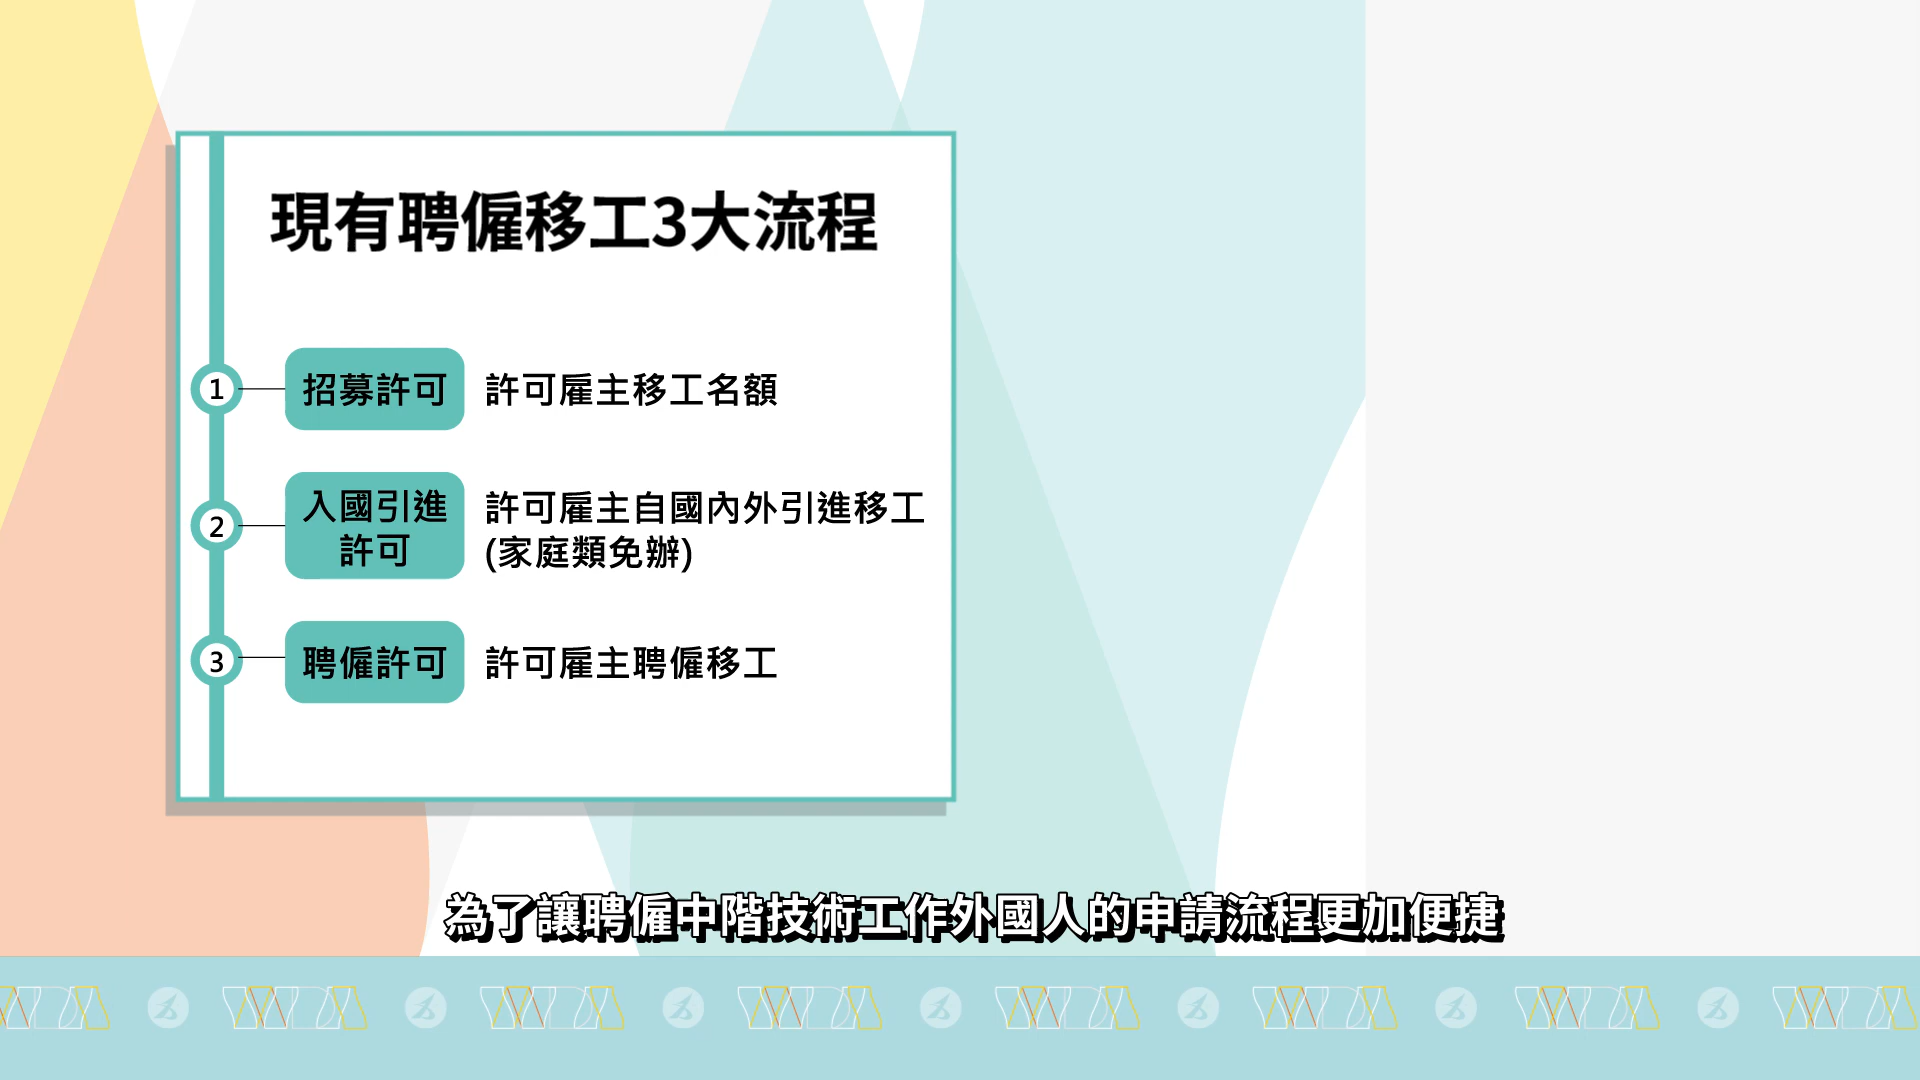 現有聘僱移工3大流程
1
招募許可
許可雇主移工名額
2
入國引進
許可
許可雇主自國內外引進移工
(家庭類免辦)
3
聘僱許可
許可雇主聘僱移工
為了讓聘僱中階技術工作外國人的申請流程更加便捷